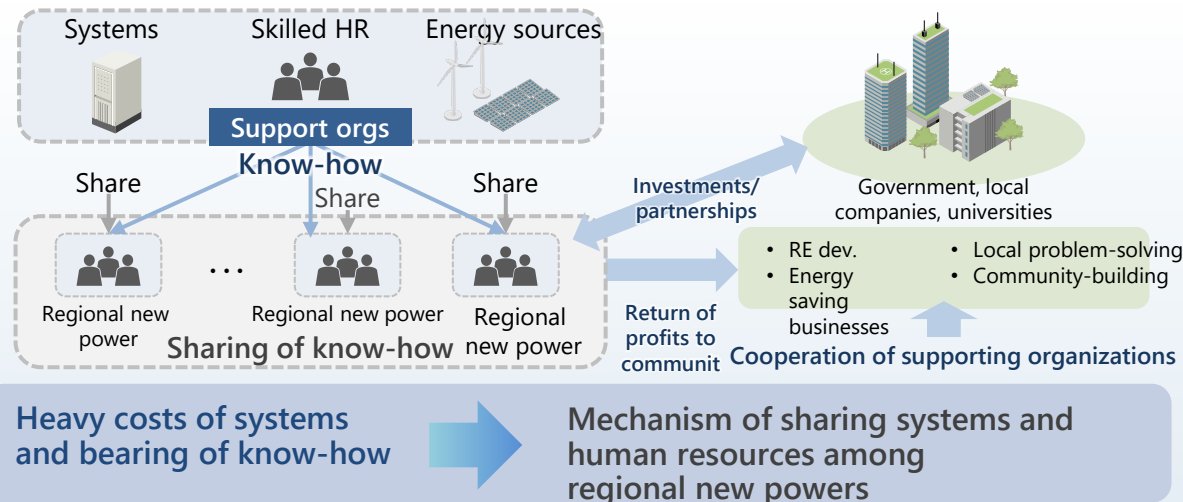 Systems
Skilled HR
Energy sources
Support orgs
Know-how
Share
Share
Share
Regional new
power
...
Regional new power
Regional
new power
Sharing of know-how
Investments/
partnerships
Return of
profits to
communit
Government, local
companies, universities
• RE dev.
• Energy
saving
businesses
• Local problem-solving
• Community-building
Cooperation of supporting organizations
Heavy costs of systems
and bearing of know-how
Mechanism of sharing systems and
human resources among
regional new powers